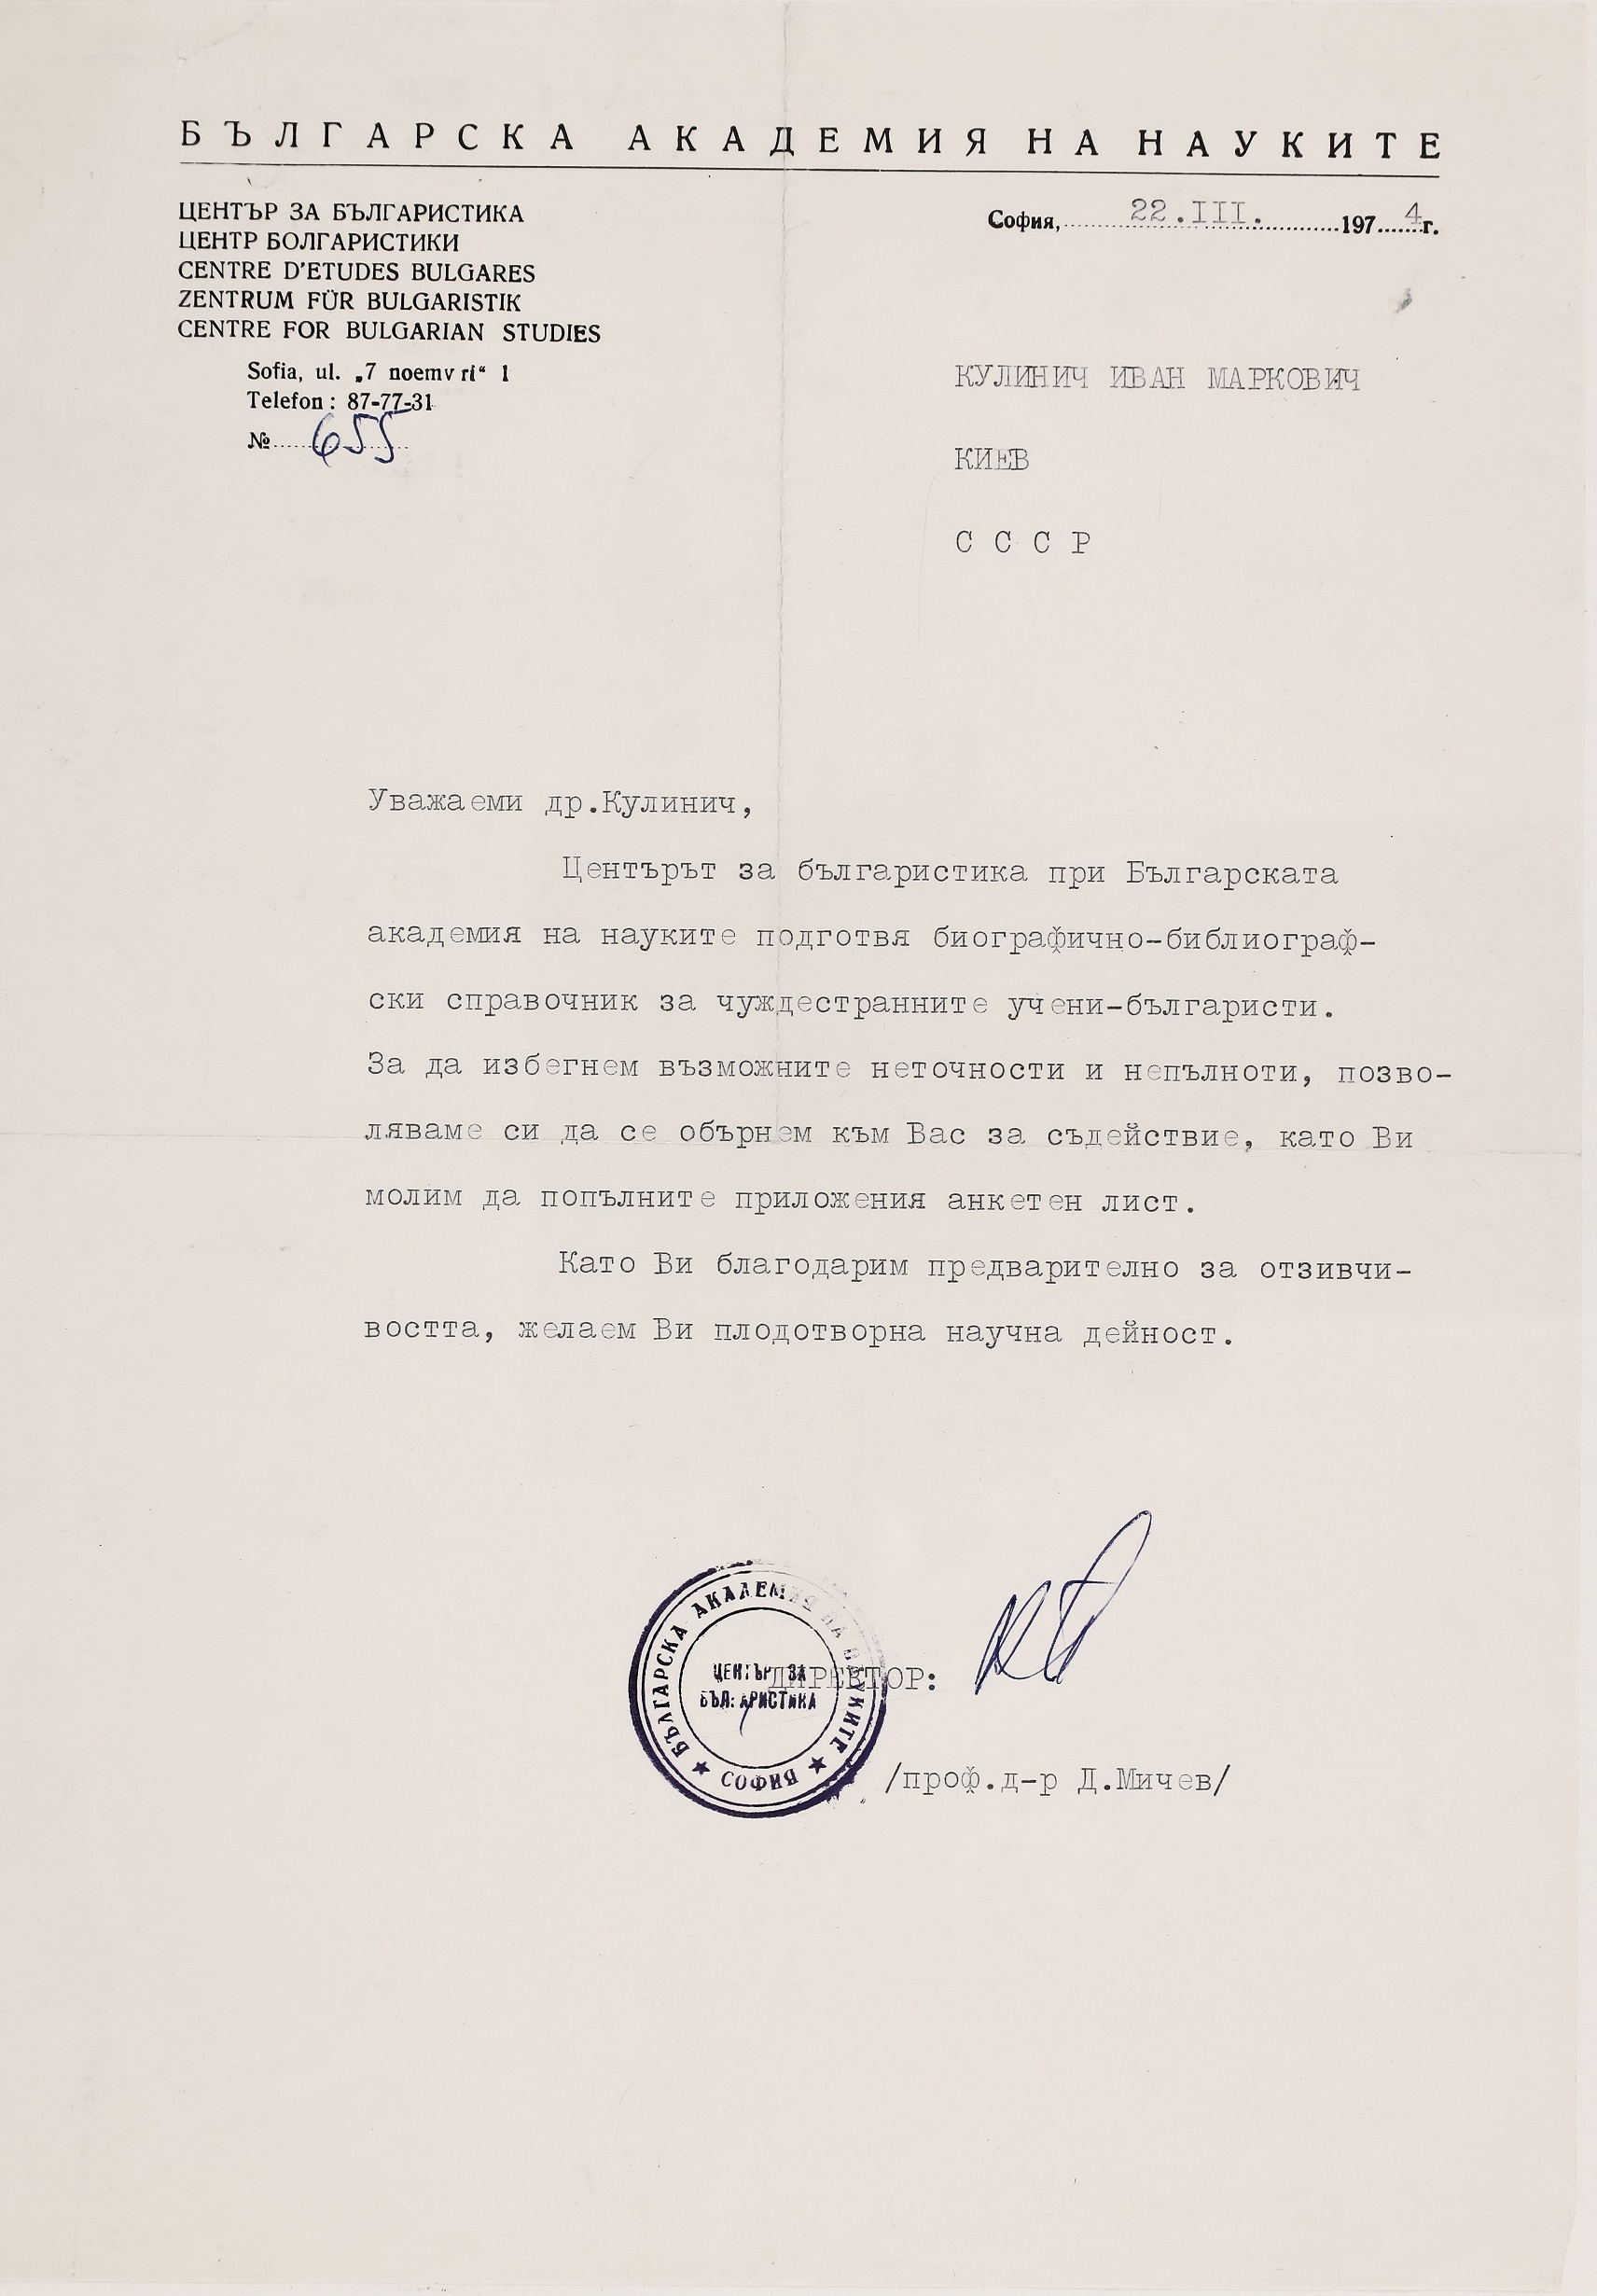 БЪЛГАРСКА АКАДЕМИЯ НА НАУКИТЕ
ЦЕНТЪР ЗА БЪЛГАРИСТИКА
ЦЕНТР БОЛГАРИСТИКИ
CENTRE D'ETUDES BULGARES
ZENTRUM FÜR BULGARISTIK
CENTRE FOR BULGARIAN STUDIES
Sofia, ul. „7 noemvri“ 1
Telefon: 87-77-31
№ 655
София, 22.III. 1974 г.
КУЛИНИЧ ИВАН МАРКОВИЧ
КИЕВ
С С С Р
Уважаеми др.Кулинич,
Центърът за българистика при Българската
академия на науките подготвя биографично-библиограф-
ски справочник за чуждестранните учени-българисти.
За да избегнем възможните неточности и непълноти, позво-
ляваме си да се обърнем към Вас за съдействие, като Ви
молим да попълните приложения анкетен лист.
Като Ви благодарим предварително за отзивчи-
востта, желаем Ви плодотворна научна дейност.
ДИРЕКТОР:
/проф.д-р Д.Мичев/
БЪЛГАРСКА АКАДЕМИЯ НА НАУКИТЕ
СОФИЯ
ЦЕНТЪР ЗА
БЪЛГАРИСТИКА